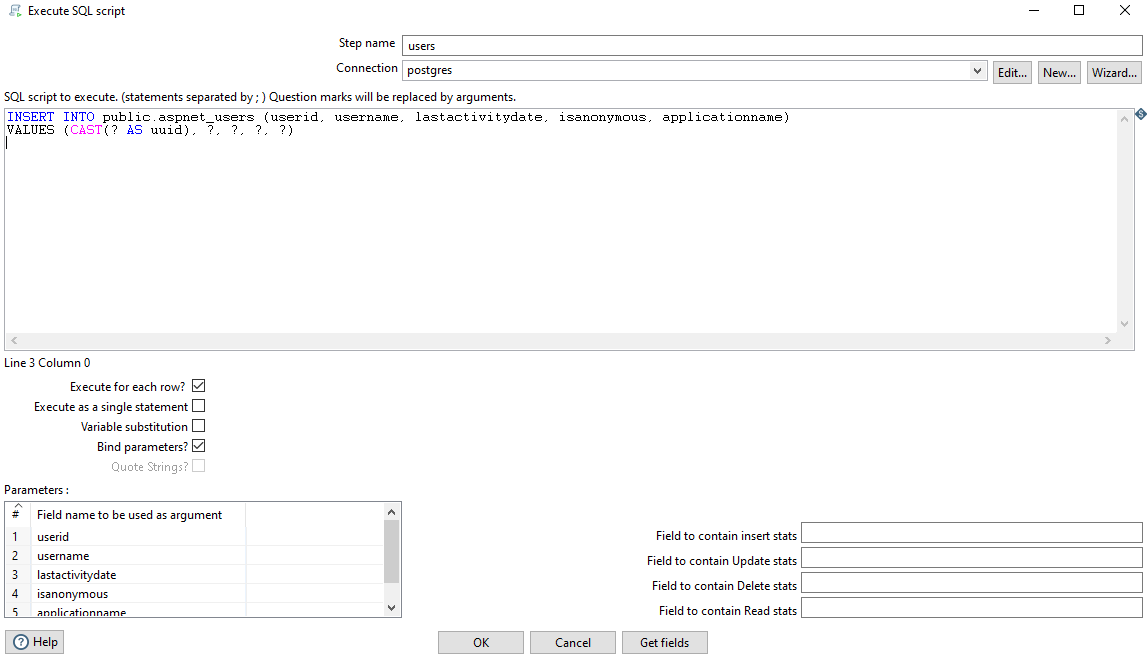 Execute SQL script
Step name users
Connection postgres Edit... New... Wizard...
SQL script to execute. (statements separated by ; ) Question marks will be replaced by arguments.
INSERT INTO public.aspnet_users (userid, username, lastactivitydate, isanonymous, applicationname)
VALUES (CAST(? AS uuid), ?, ?, ?, ?)
Line 3 Column 0
Execute for each row?
Execute as a single statement
Variable substitution
Bind parameters?
Quote Strings?
Parameters :
# Field name to be used as argument
1 userid
2 username
3 lastactivitydate
4 isanonymous
5 applicationname
Field to contain insert stats
Field to contain Update stats
Field to contain Delete stats
Field to contain Read stats
Help OK Cancel Get fields